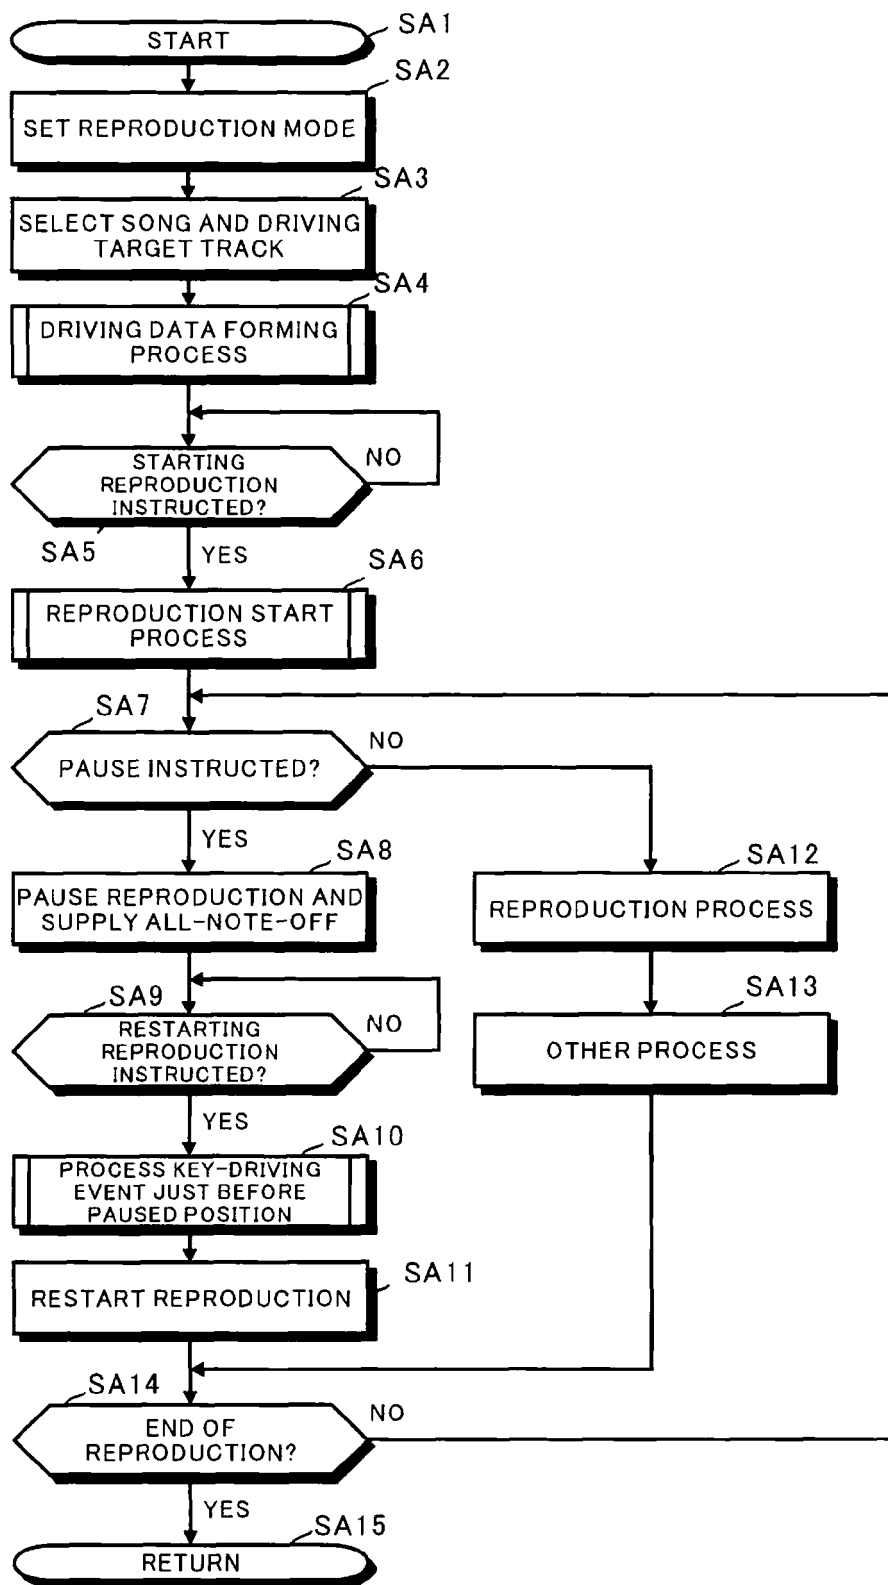 START
SA1
SA2
SET REPRODUCTION MODE
SA3
SELECT SONG AND DRIVING
TARGET TRACK
SA4
DRIVING DATA FORMING
PROCESS
STARTING
REPRODUCTION
INSTRUCTED?
NO
SA5
YES
SA6
REPRODUCTION START
PROCESS
SA7
PAUSE INSTRUCTED?
NO
YES
SA8
PAUSE REPRODUCTION AND
SUPPLY ALL-NOTE-OFF
SA12
REPRODUCTION PROCESS
SA9
RESTARTING
REPRODUCTION
INSTRUCTED?
NO
SA13
OTHER PROCESS
YES
SA10
PROCESS KEY-DRIVING
EVENT JUST BEFORE
PAUSED POSITION
SA11
RESTART REPRODUCTION
SA14
END OF
REPRODUCTION?
NO
YES
SA15
RETURN